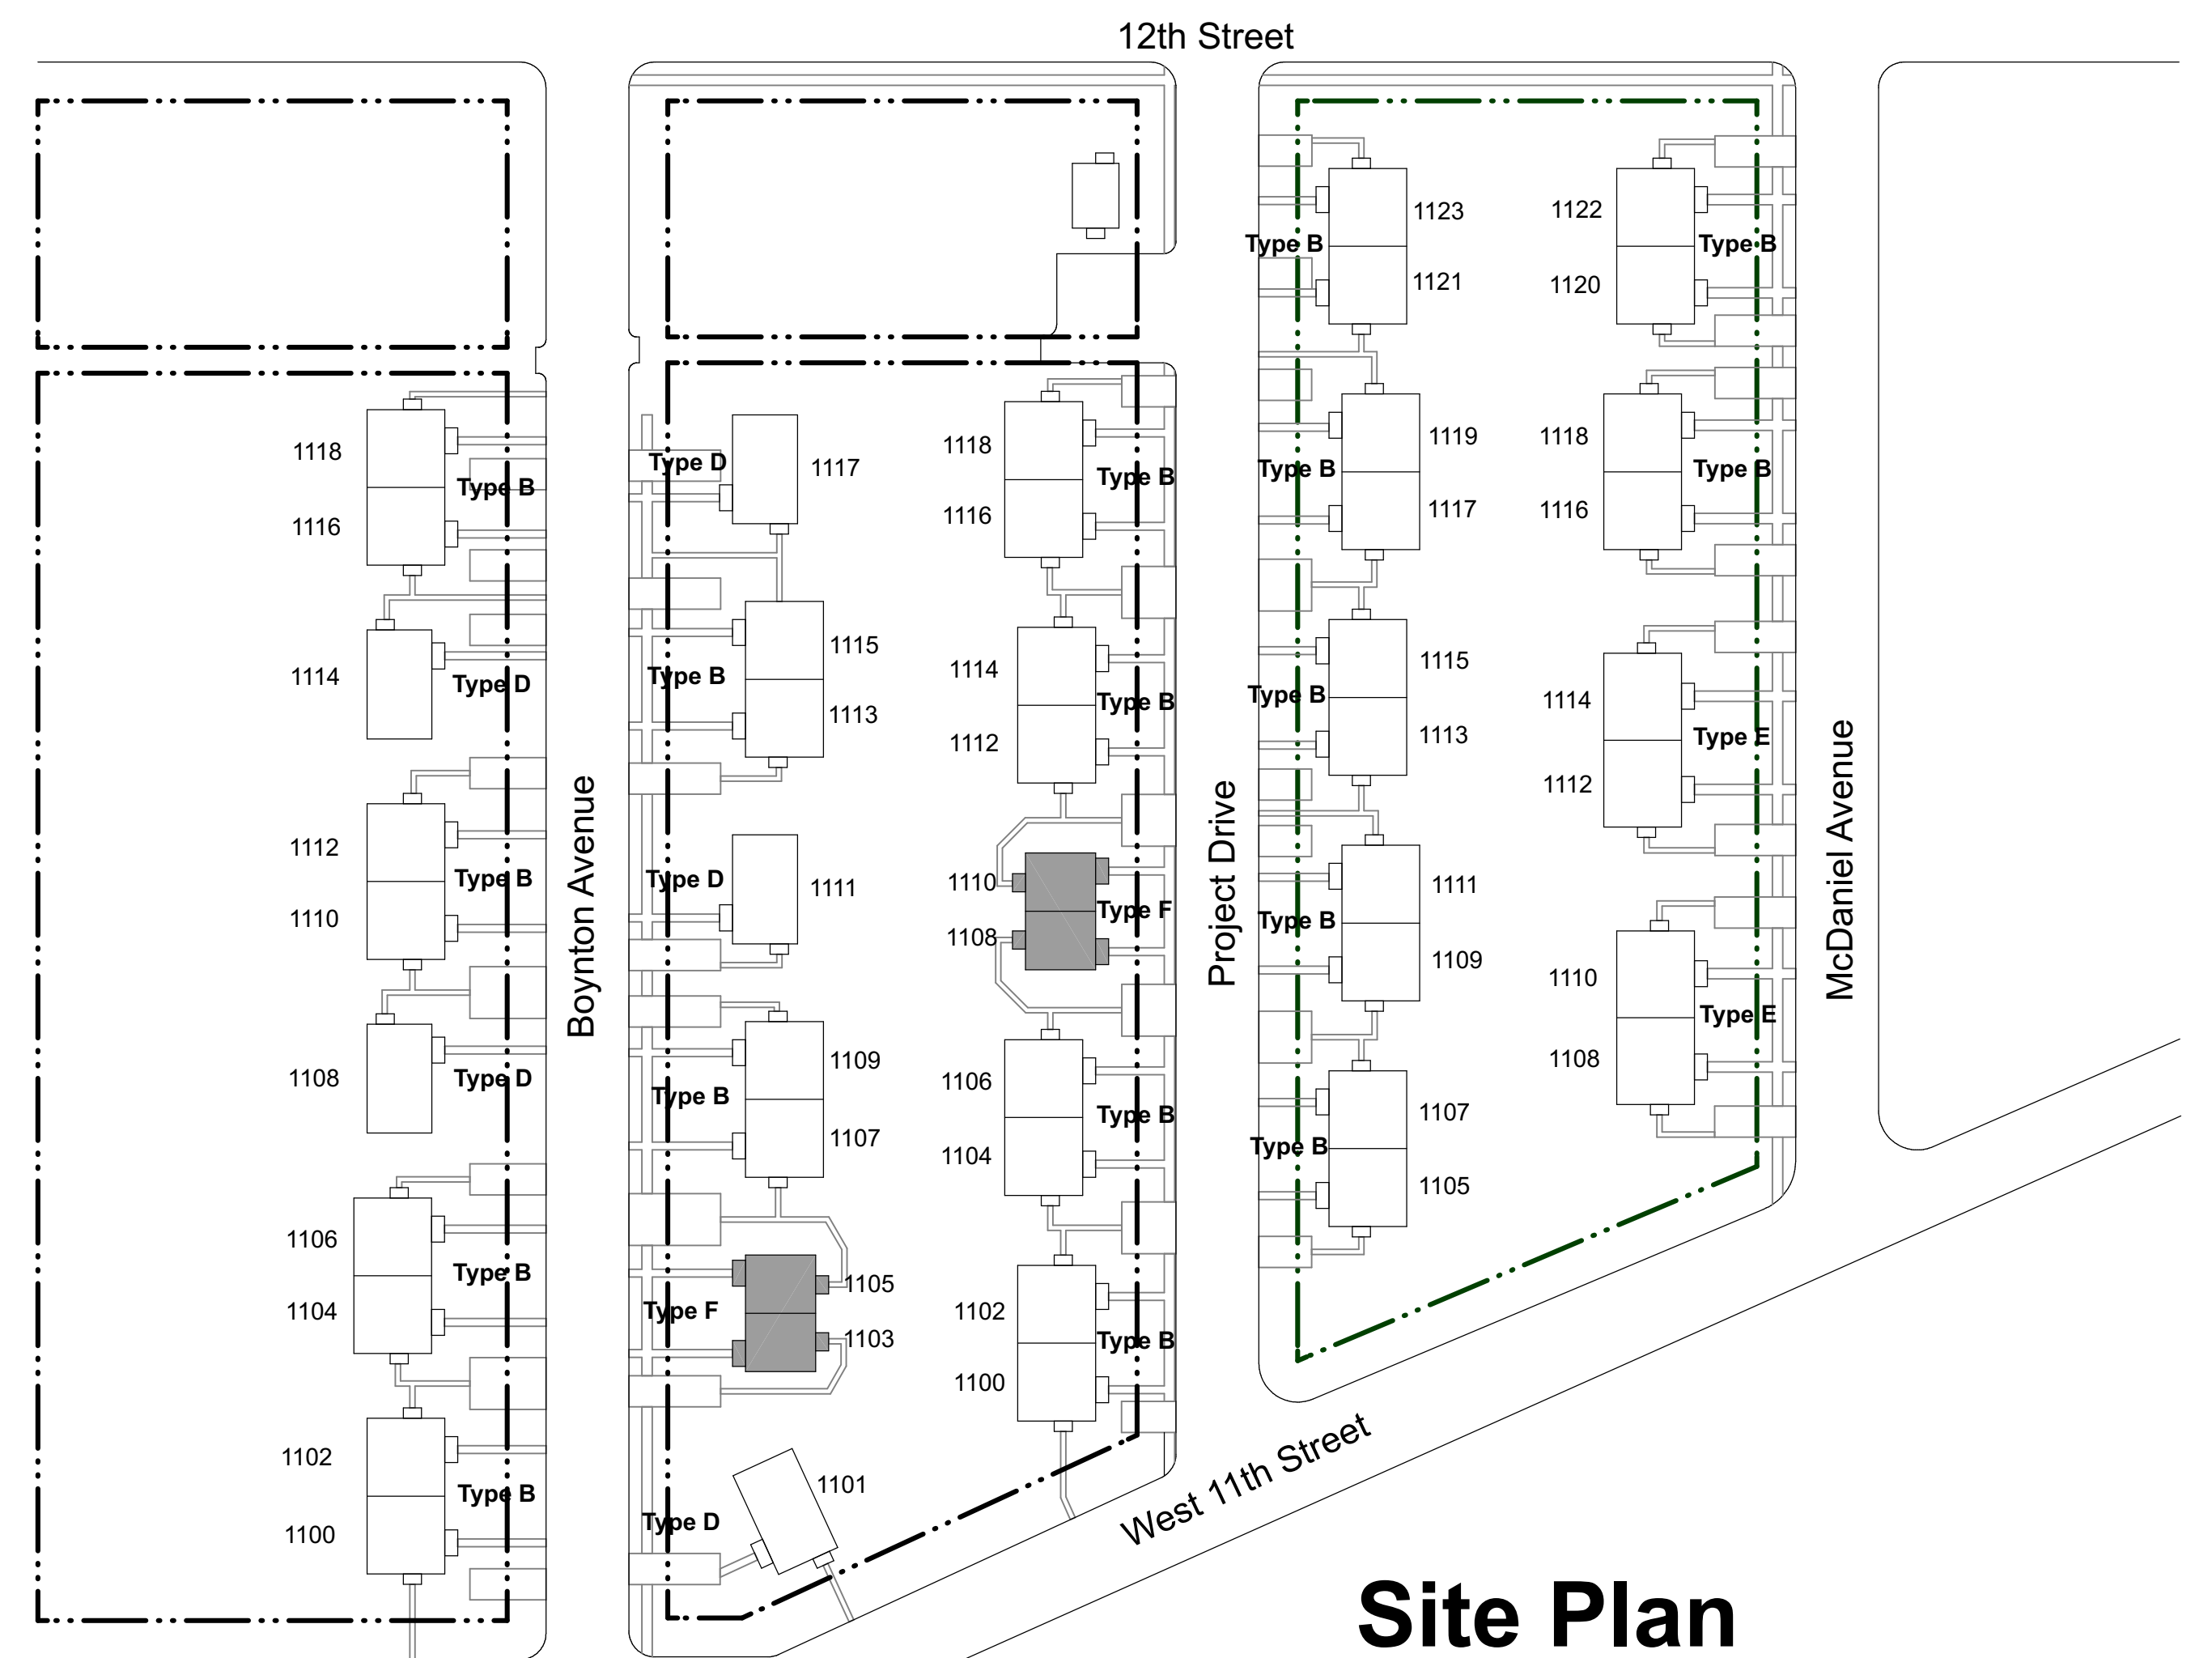 12th Street
1123
1122
Type B
Type B
1121
1120
1118
1116
Type B
1114
Type D
1112
Type B
1110
1108
Type D
1106
Type B
1104
1102
Type B
1100
Boynton Avenue
Type D
1117
1115
Type B
1113
Type D
1111
1109
Type B
1107
1105
Type F
1103
1101
Type D
1118
Type B
1116
1114
Type B
1112
1110
Type F
1108
1106
Type B
1104
1102
Type B
1100
Project Drive
1119
Type B
1117
1115
Type B
1113
1111
Type B
1109
1107
Type B
1105
1118
Type B
1116
1114
Type E
1112
1110
Type E
1108
McDaniel Avenue
West 11th Street
Site Plan